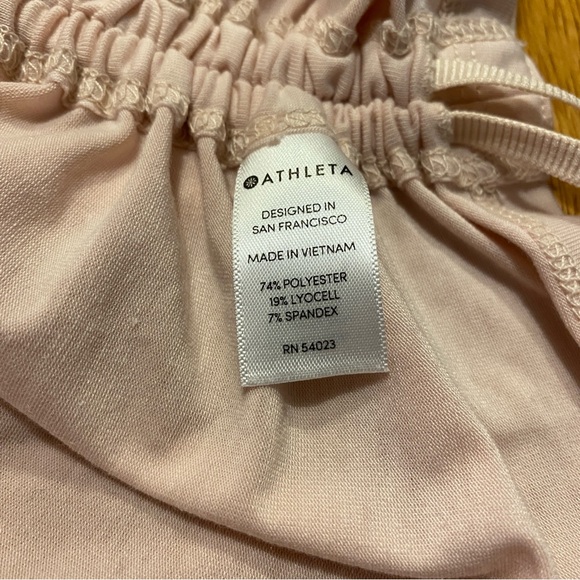 ATHLETA
DESIGNED IN
SAN FRANCISCO
MADE IN VIETNAM
74% POLYESTER
19% LYOCELL
7% SPANDEX
RN 54023